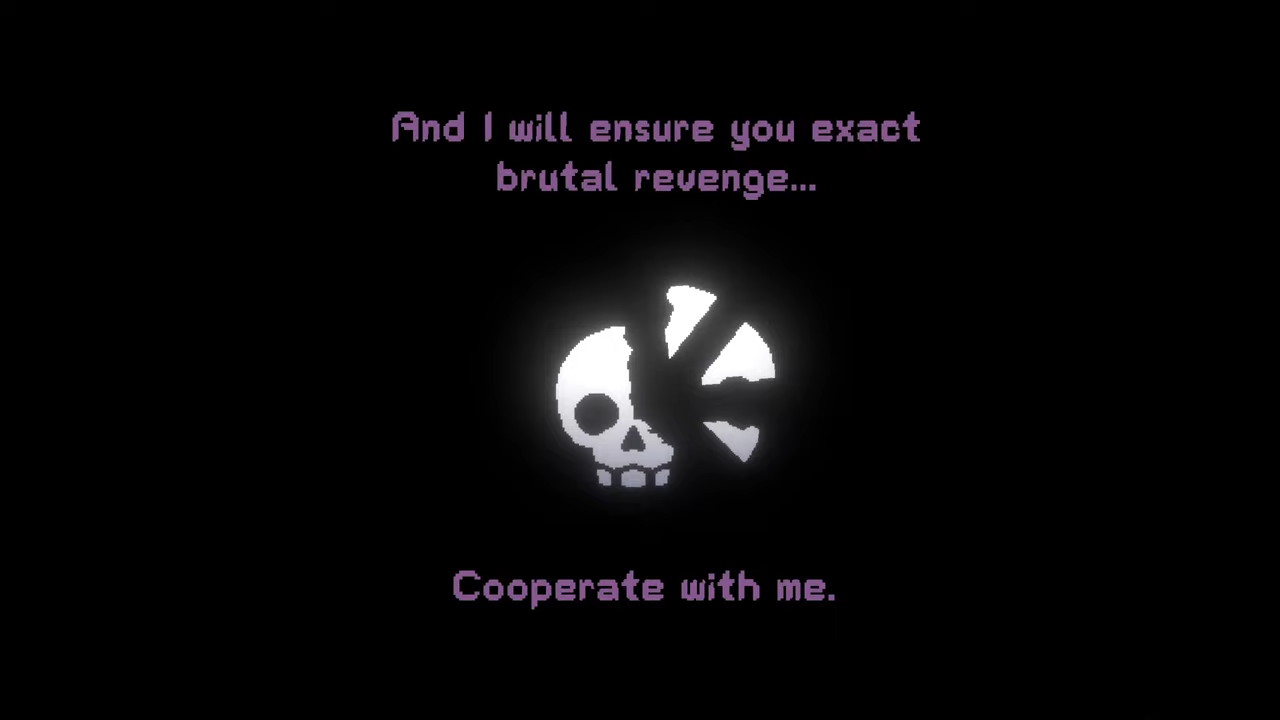 And I will ensure you exact
brutal revenge...
Cooperate with me.